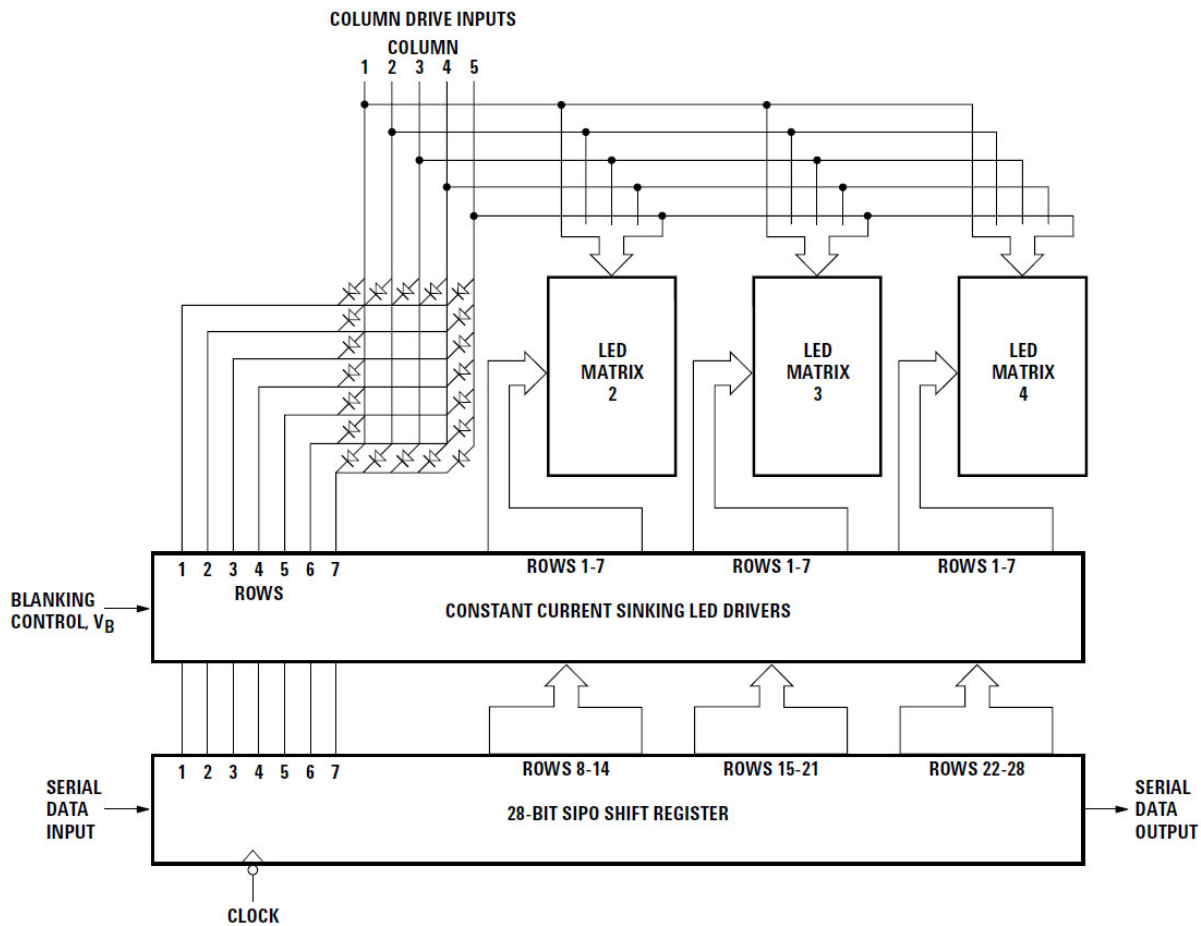 COLUMN DRIVE INPUTS
COLUMN
1 2 3 4 5
LED
MATRIX
2
LED
MATRIX
3
LED
MATRIX
4
1 2 3 4 5 6 7
ROWS
ROWS 1-7
ROWS 1-7
ROWS 1-7
BLANKING
CONTROL, VB
CONSTANT CURRENT SINKING LED DRIVERS
1 2 3 4 5 6 7
ROWS 8-14
ROWS 15-21
ROWS 22-28
SERIAL
DATA
INPUT
28-BIT SIPO SHIFT REGISTER
SERIAL
DATA
OUTPUT
CLOCK